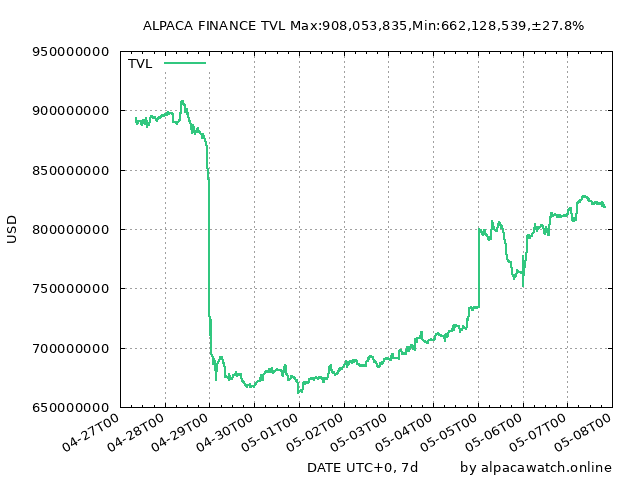 ALPACA FINANCE TVL Max:908,053,835,Min:662,128,539,±27.8%
TVL
950000000
900000000
850000000
800000000
750000000
700000000
650000000
USD
04-27T00
04-28T00
04-29T00
04-30T00
05-01T00
05-02T00
05-03T00
05-04T00
05-05T00
05-06T00
05-07T00
05-08T00
DATE UTC+0, 7d by alpacawatch.online